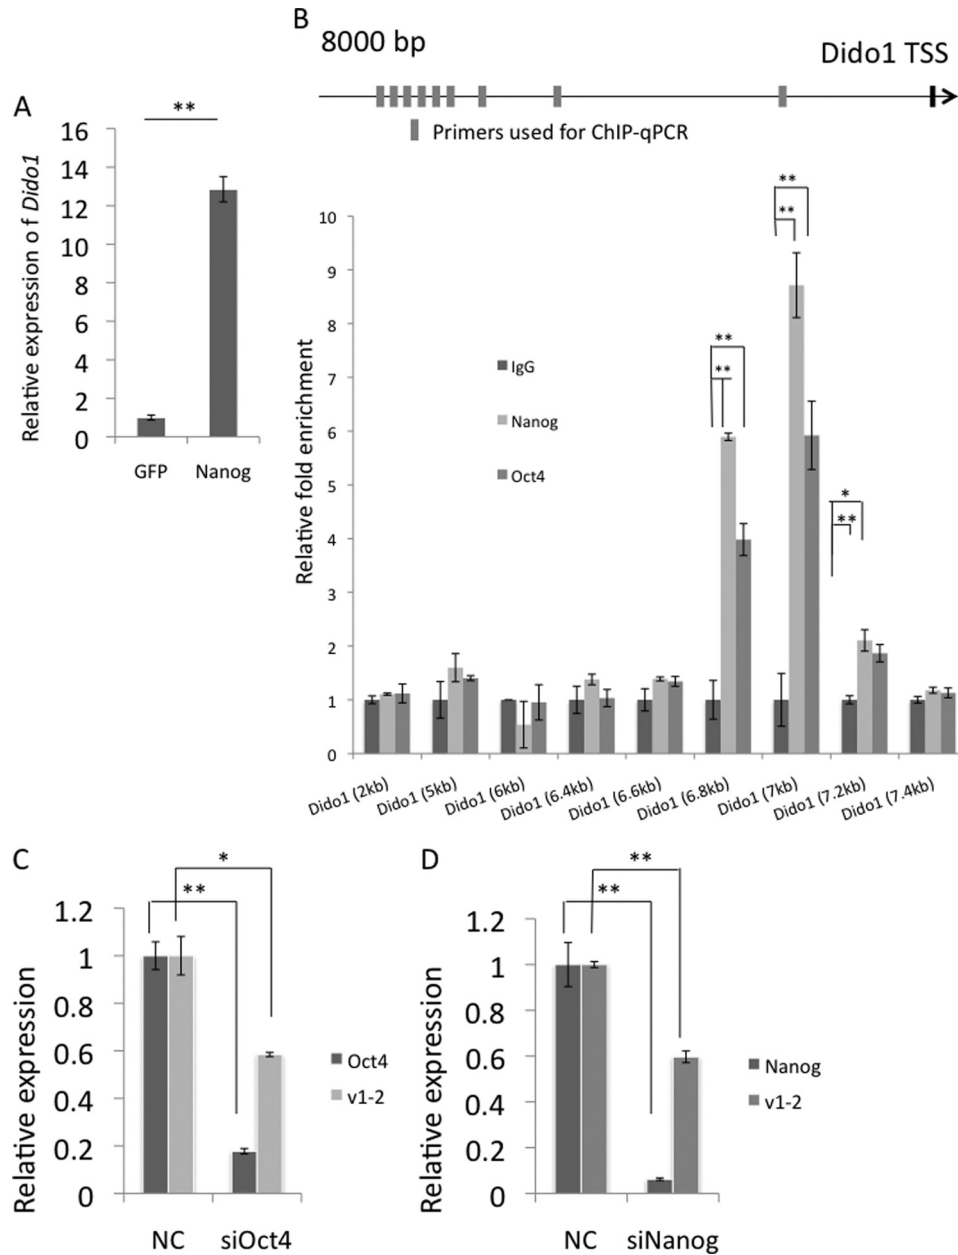 B
8000 bp
Dido1 TSS
Primers used for ChIP-qPCR
A
**
16
14
12
10
8
6
4
2
0
Relative expression o f Dido1
GFP Nanog
10
9
8
7
6
5
4
3
2
1
0
Relative fold enrichment
IgG
Nanog
Oct4
**
**
**
**
*
**
Dido1 (2kb)
Dido1 (5kb)
Dido1 (6kb)
Dido1 (6.4kb)
Dido1 (6.6kb)
Dido1 (6.8kb)
Dido1 (7kb)
Dido1 (7.2kb)
Dido1 (7.4kb)
C
*
**
1.2
1
0.8
0.6
0.4
0.2
0
Relative expression
Oct4
v1-2
NC siOct4
D
**
**
1.2
1
0.8
0.6
0.4
0.2
0
Relative expression
Nanog
v1-2
NC siNanog